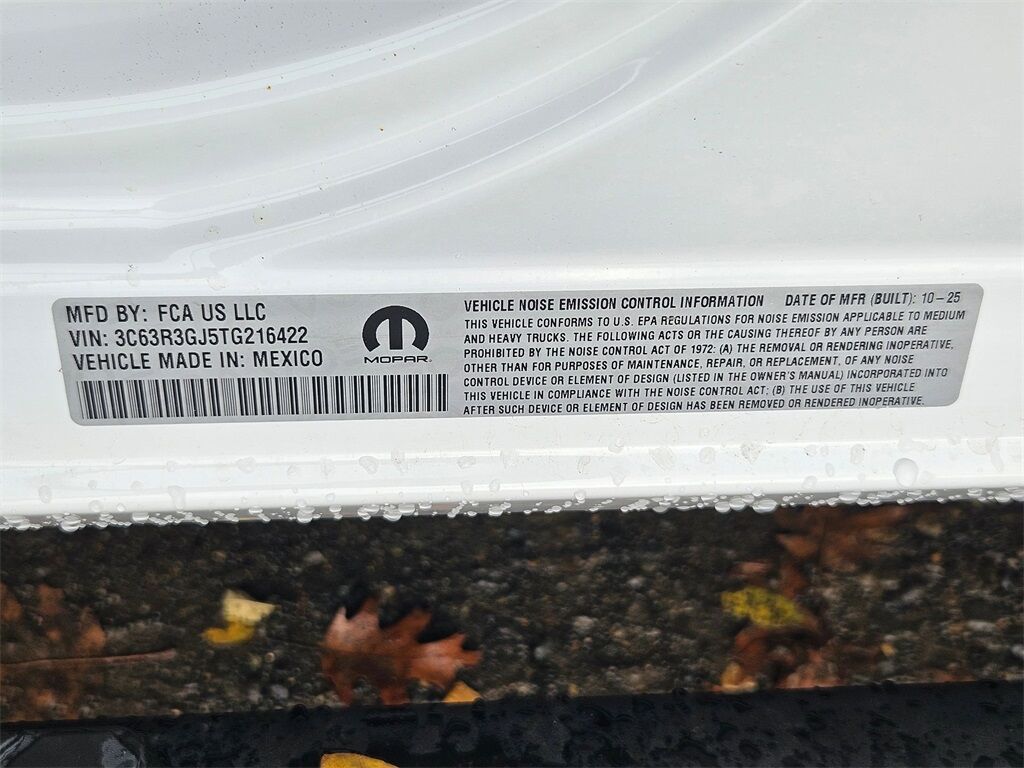 MFD BY: FCA US LLC
VIN: 3C63R3GJ5TG216422
VEHICLE MADE IN: MEXICO
MOPAR
VEHICLE NOISE EMISSION CONTROL INFORMATION DATE OF MFR (BUILT): 10-25
THIS VEHICLE CONFORMS TO U.S. EPA REGULATIONS FOR NOISE EMISSION APPLICABLE TO MEDIUM
AND HEAVY TRUCKS. THE FOLLOWING ACTS OR THE CAUSING THEREOF BY ANY PERSON ARE
PROHIBITED BY THE NOISE CONTROL ACT OF 1972: (A) THE REMOVAL OR RENDERING INOPERATIVE,
OTHER THAN FOR PURPOSES OF MAINTENANCE, REPAIR, OR REPLACEMENT, OF ANY NOISE
CONTROL DEVICE OR ELEMENT OF DESIGN (LISTED IN THE OWNER'S MANUAL) INCORPORATED INTO
THIS VEHICLE IN COMPLIANCE WITH THE NOISE CONTROL ACT; (B) THE USE OF THIS VEHICLE
AFTER SUCH DEVICE OR ELEMENT OF DESIGN HAS BEEN REMOVED OR RENDERED INOPERATIVE.